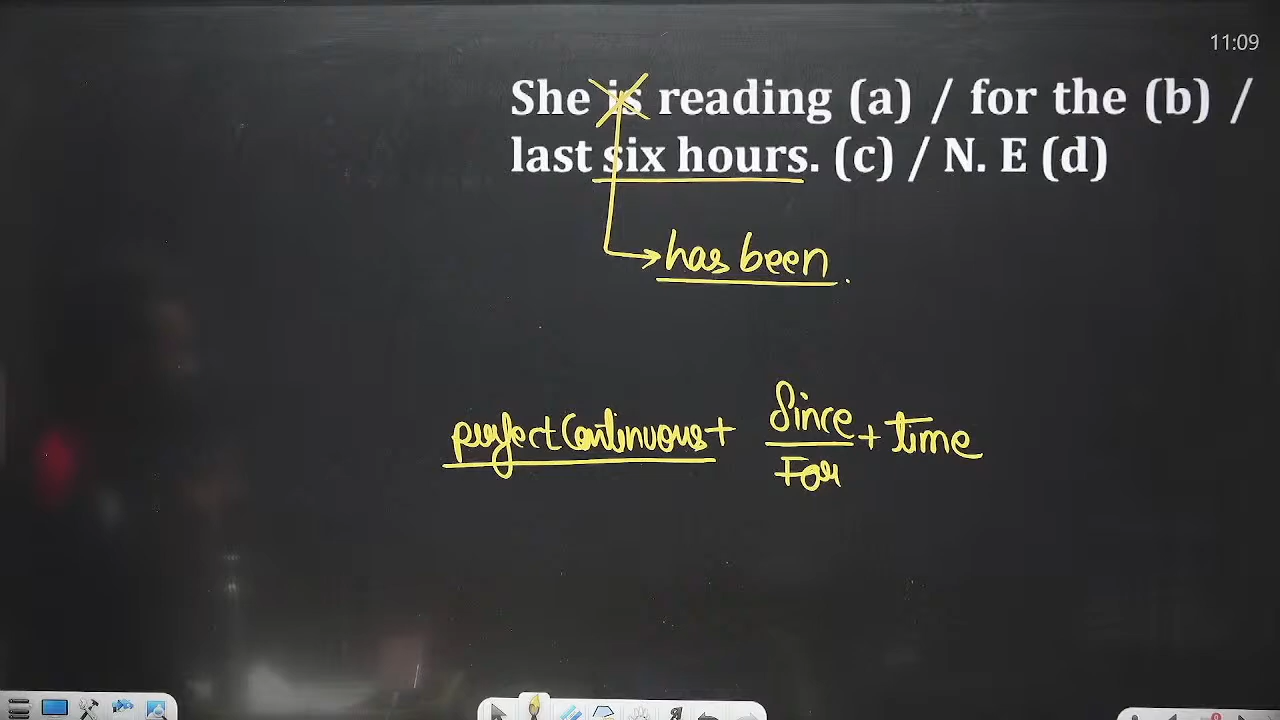 11:09
She is reading (a) / for the (b) /
last six hours. (c) / N. E (d)
has been.
perfect Continuous + Since + time
For